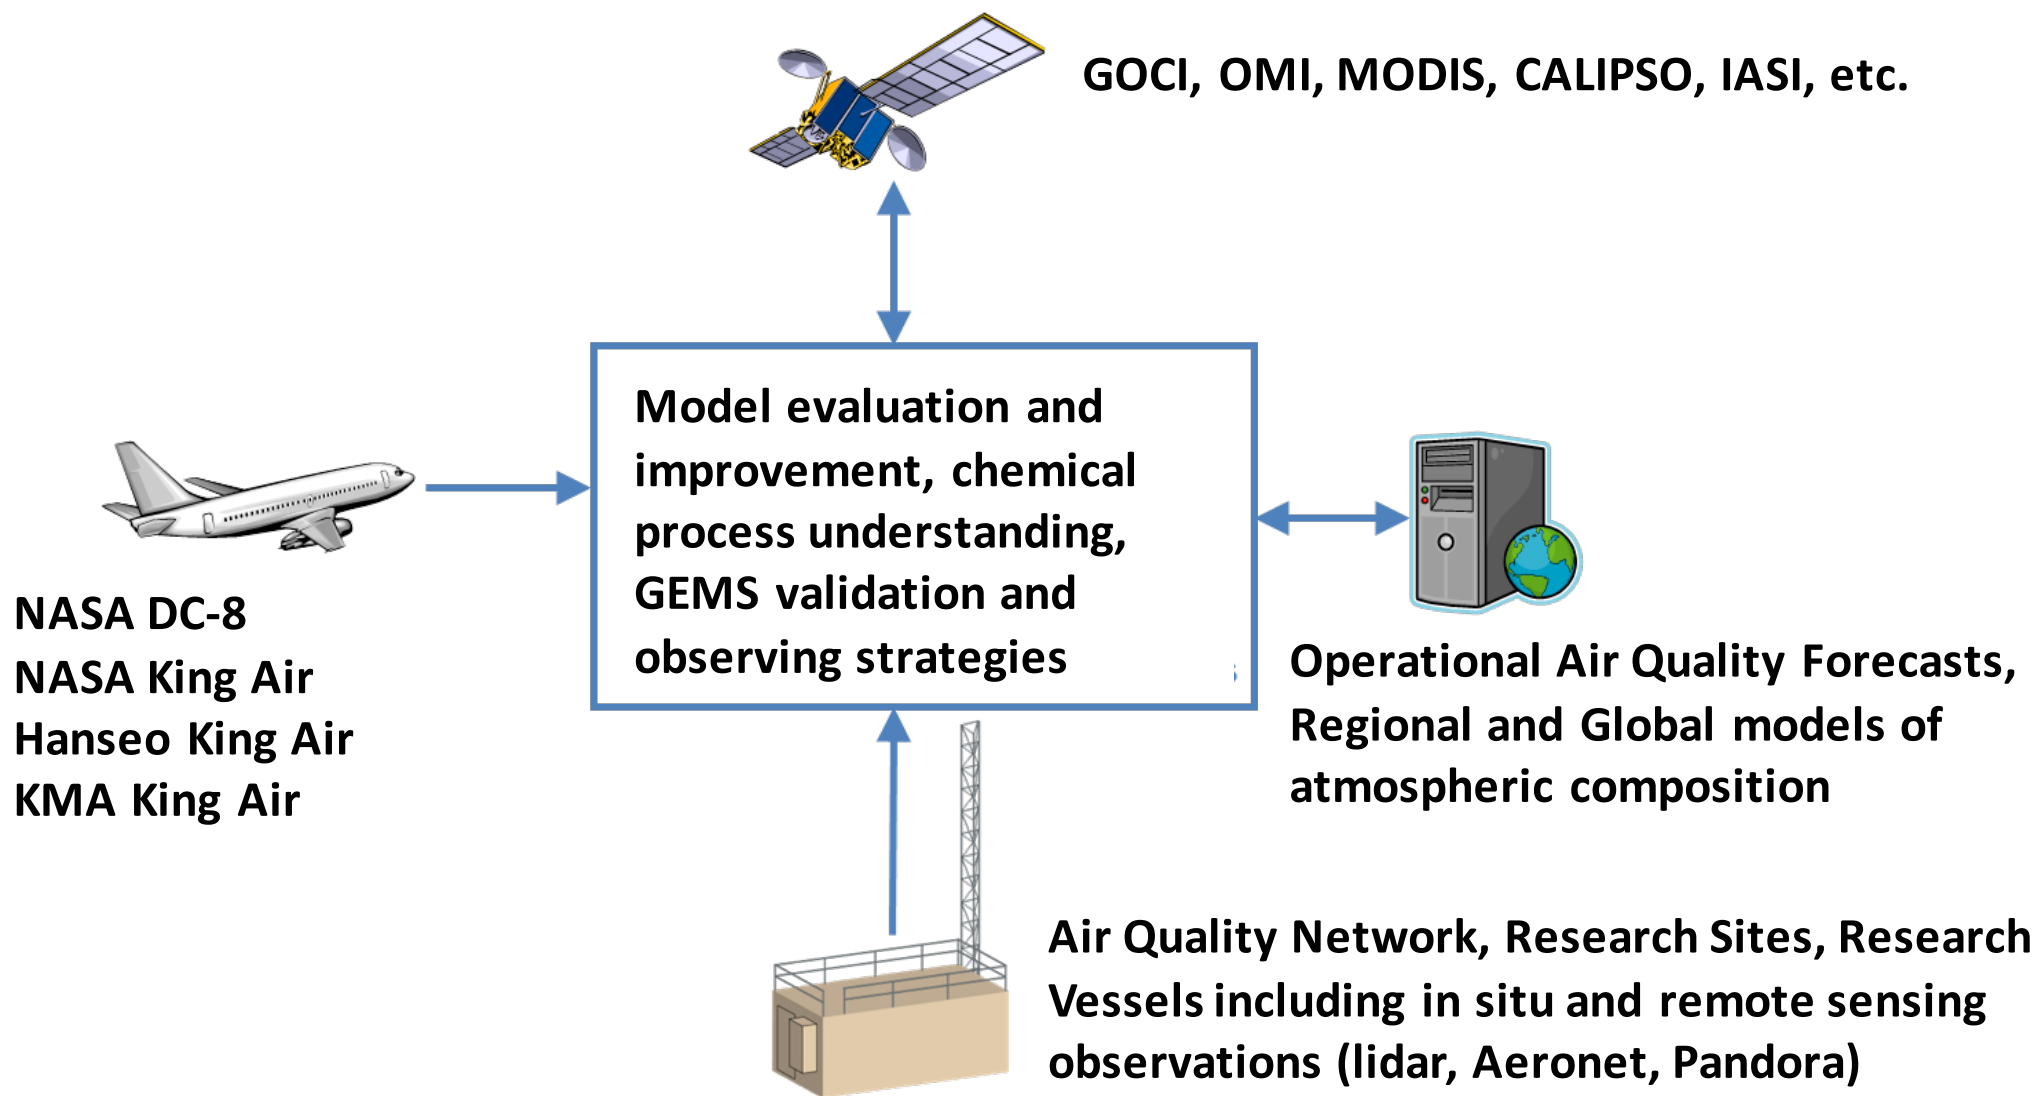 GOCI, OMI, MODIS, CALIPSO, IASI, etc.
Model evaluation and
improvement, chemical
process understanding,
GEMS validation and
observing strategies
NASA DC-8
NASA King Air
Hanseo King Air
KMA King Air
Operational Air Quality Forecasts,
Regional and Global models of
atmospheric composition
Air Quality Network, Research Sites, Research
Vessels including in situ and remote sensing
observations (lidar, Aeronet, Pandora)